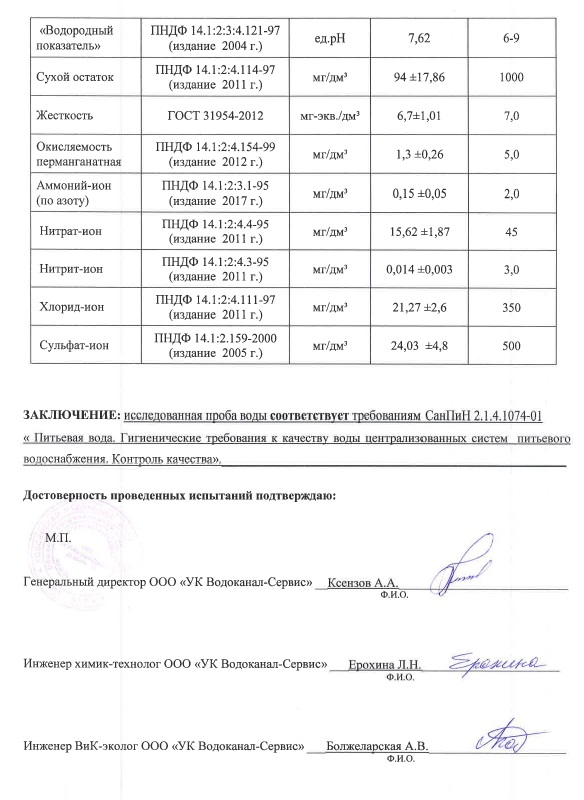 «Водородный показатель» ПНДФ 14.1:2:3:4.121-97 (издание 2004 г.) ед.pH 7,62 6-9
Сухой остаток ПНДФ 14.1:2:4.114-97 (издание 2011 г.) мг/дм³ 94 ±17,86 1000
Жесткость ГОСТ 31954-2012 мг-экв./дм³ 6,7±1,01 7,0
Окисляемость перманганатная ПНДФ 14.1:2:4.154-99 (издание 2012 г.) мг/дм³ 1,3 ±0,26 5,0
Аммоний-ион (по азоту) ПНДФ 14.1:2:3.1-95 (издание 2017 г.) мг/дм³ 0,15 ±0,05 2,0
Нитрат-ион ПНДФ 14.1:2:4.4-95 (издание 2011 г.) мг/дм³ 15,62 ±1,87 45
Нитрит-ион ПНДФ 14.1:2:4.3-95 (издание 2011 г.) мг/дм³ 0,014 ±0,003 3,0
Хлорид-ион ПНДФ 14.1:2:4.111-97 (издание 2011 г.) мг/дм³ 21,27 ±2,6 350
Сульфат-ион ПНДФ 14.1:2.159-2000 (издание 2005 г.) мг/дм³ 24,03 ±4,8 500
ЗАКЛЮЧЕНИЕ: исследованная проба воды соответствует требованиям СанПиН 2.1.4.1074-01
« Питьевая вода. Гигиенические требования к качеству воды централизованных систем питьевого
водоснабжения. Контроль качества».
Достоверность проведенных испытаний подтверждаю:
М.П.
Генеральный директор ООО «УК Водоканал-Сервис» Ксензов А.А.
Ф.И.О.
Инженер химик-технолог ООО «УК Водоканал-Сервис» Ерохина Л.Н. Ерохина
Ф.И.О.
Инженер ВиК-эколог ООО «УК Водоканал-Сервис» Болжеларская А.В.
Ф.И.О.